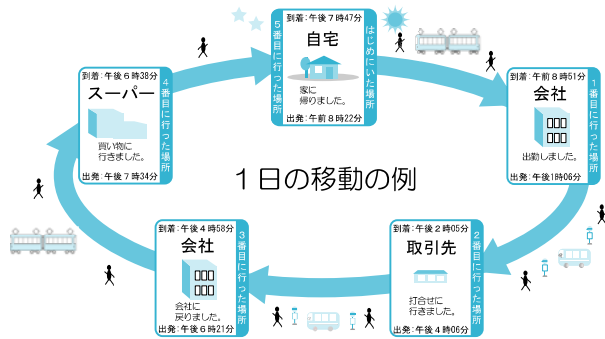 １日の移動の例
はじめにいた場所
5番目に行った場所
到着：午後７時47分
自宅
家に
帰りました。
出発：午前８時22分
1番目に行った場所
到着：午前８時51分
会社
出勤しました。
出発：午後1時06分
2番目に行った場所
到着：午後２時05分
取引先
打合せに
行きました。
出発：午後４時06分
3番目に行った場所
到着：午後４時58分
会社
会社に
戻りました。
出発：午後６時21分
4番目に行った場所
到着：午後６時38分
スーパー
買い物に
行きました。
出発：午後７時34分